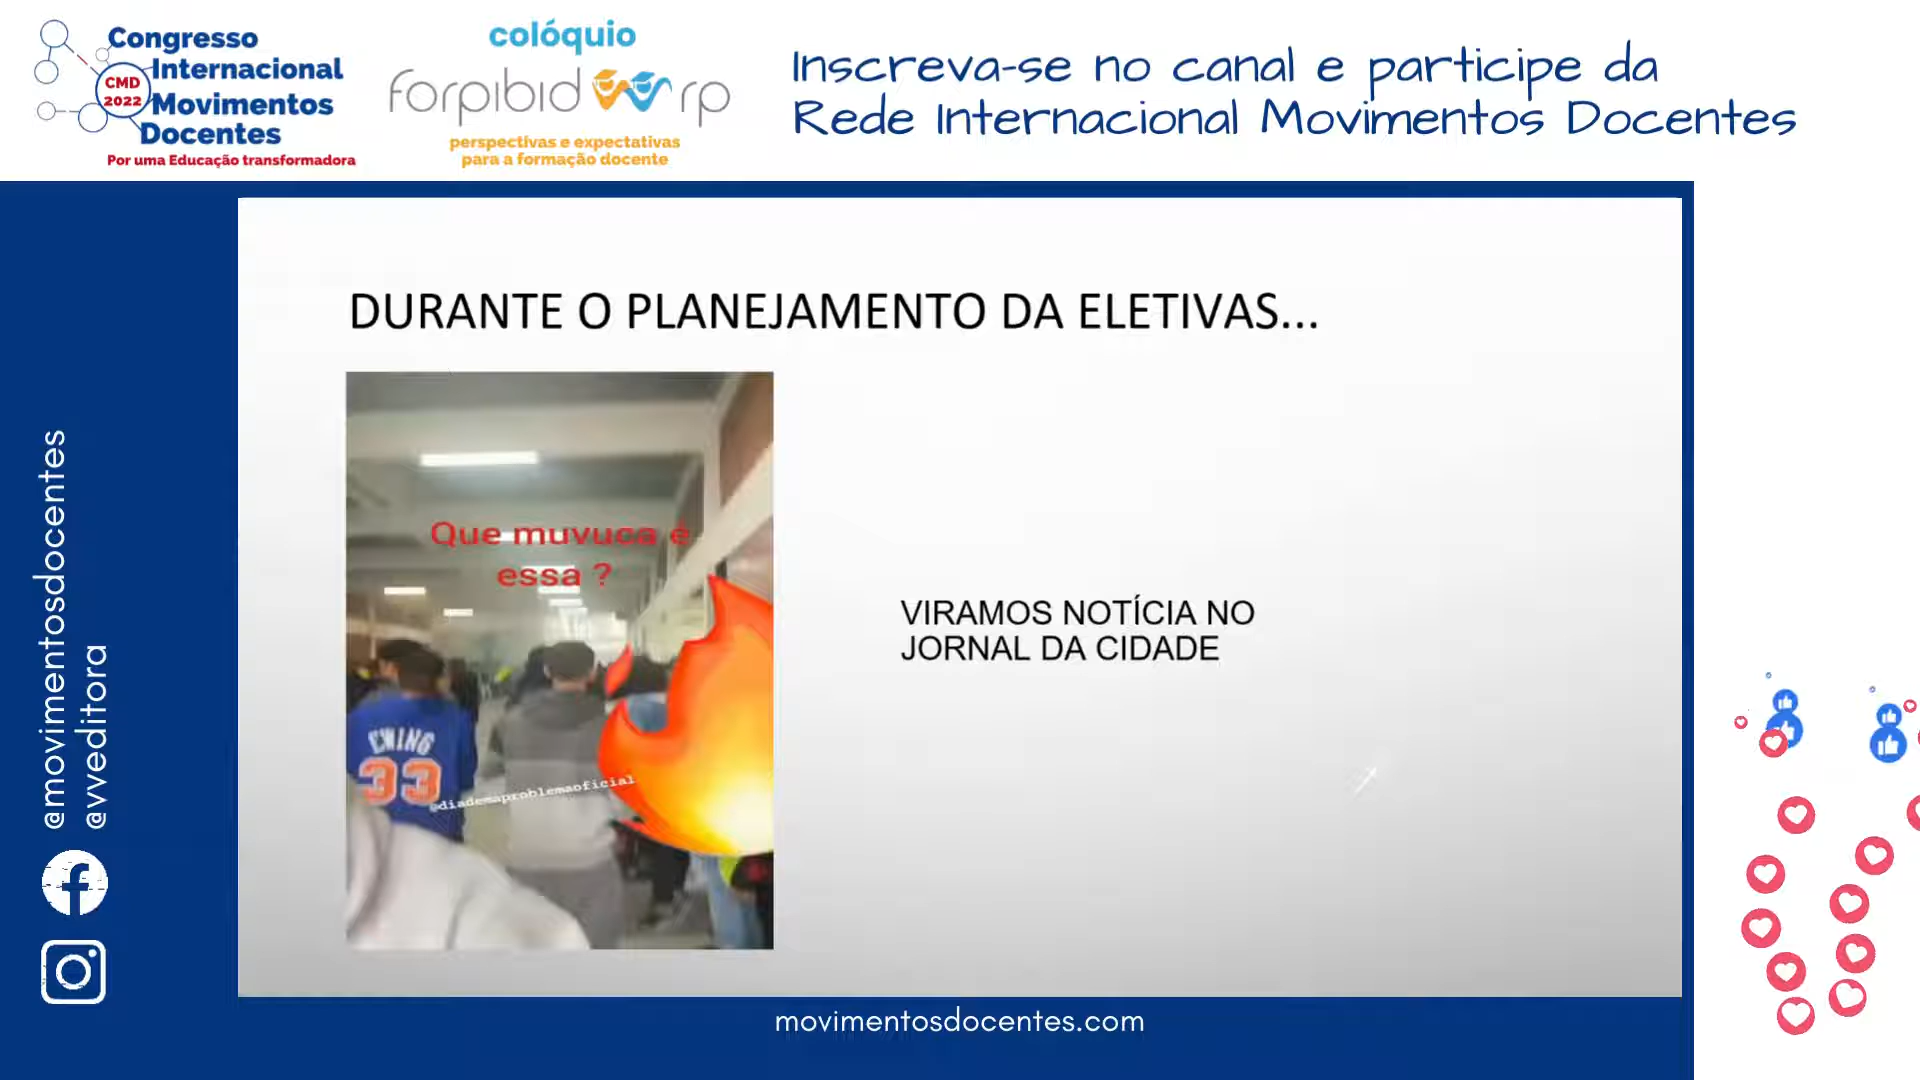 Congresso
Internacional
CMD
2022
Movimentos
Docentes
Por uma Educação transformadora
colóquio
forpibid rp
perspectivas e expectativas
para a formação docente
Inscreva-se no canal e participe da
Rede Internacional Movimentos Docentes
@movimentosdocentes
@vveditora
DURANTE O PLANEJAMENTO DA ELETIVAS...
Que muvuca é
essa ?
EWING
33
@diademaproblemaoficial
VIRAMOS NOTÍCIA NO
JORNAL DA CIDADE
movimentosdocentes.com